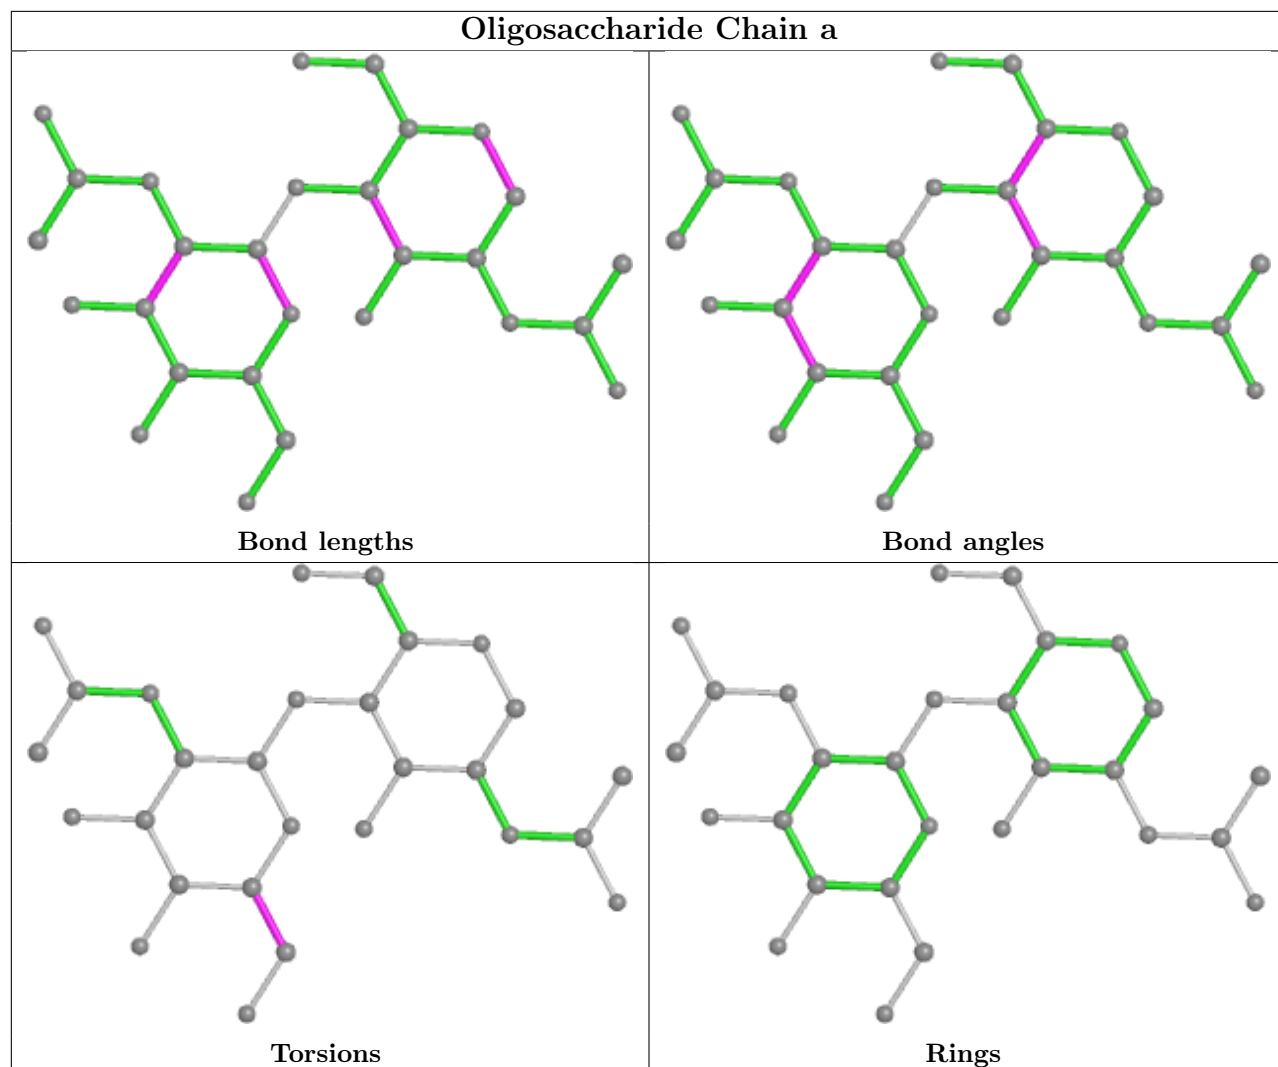 Oligosaccharide Chain a
Bond lengths
Bond angles
Torsions
Rings